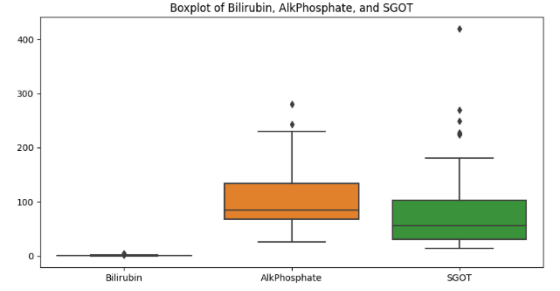 Boxplot of Bilirubin, AlkPhosphate, and SGOT
400
300
200
100
0
Bilirubin AlkPhosphate SGOT